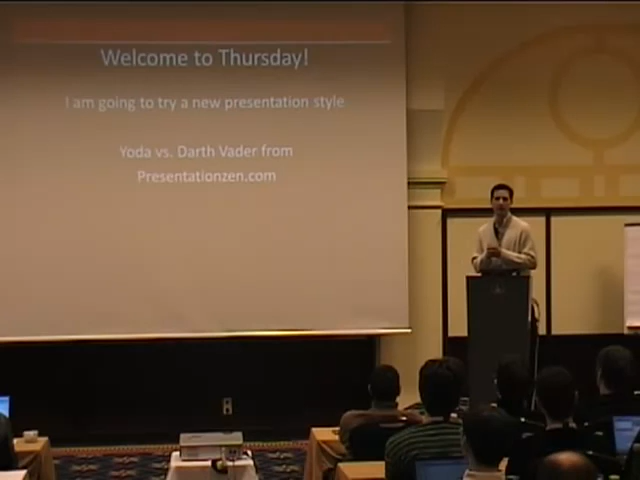 Welcome to Thursday!
I am going to try a new presentation style
Yoda vs. Darth Vader from
Presentationzen.com